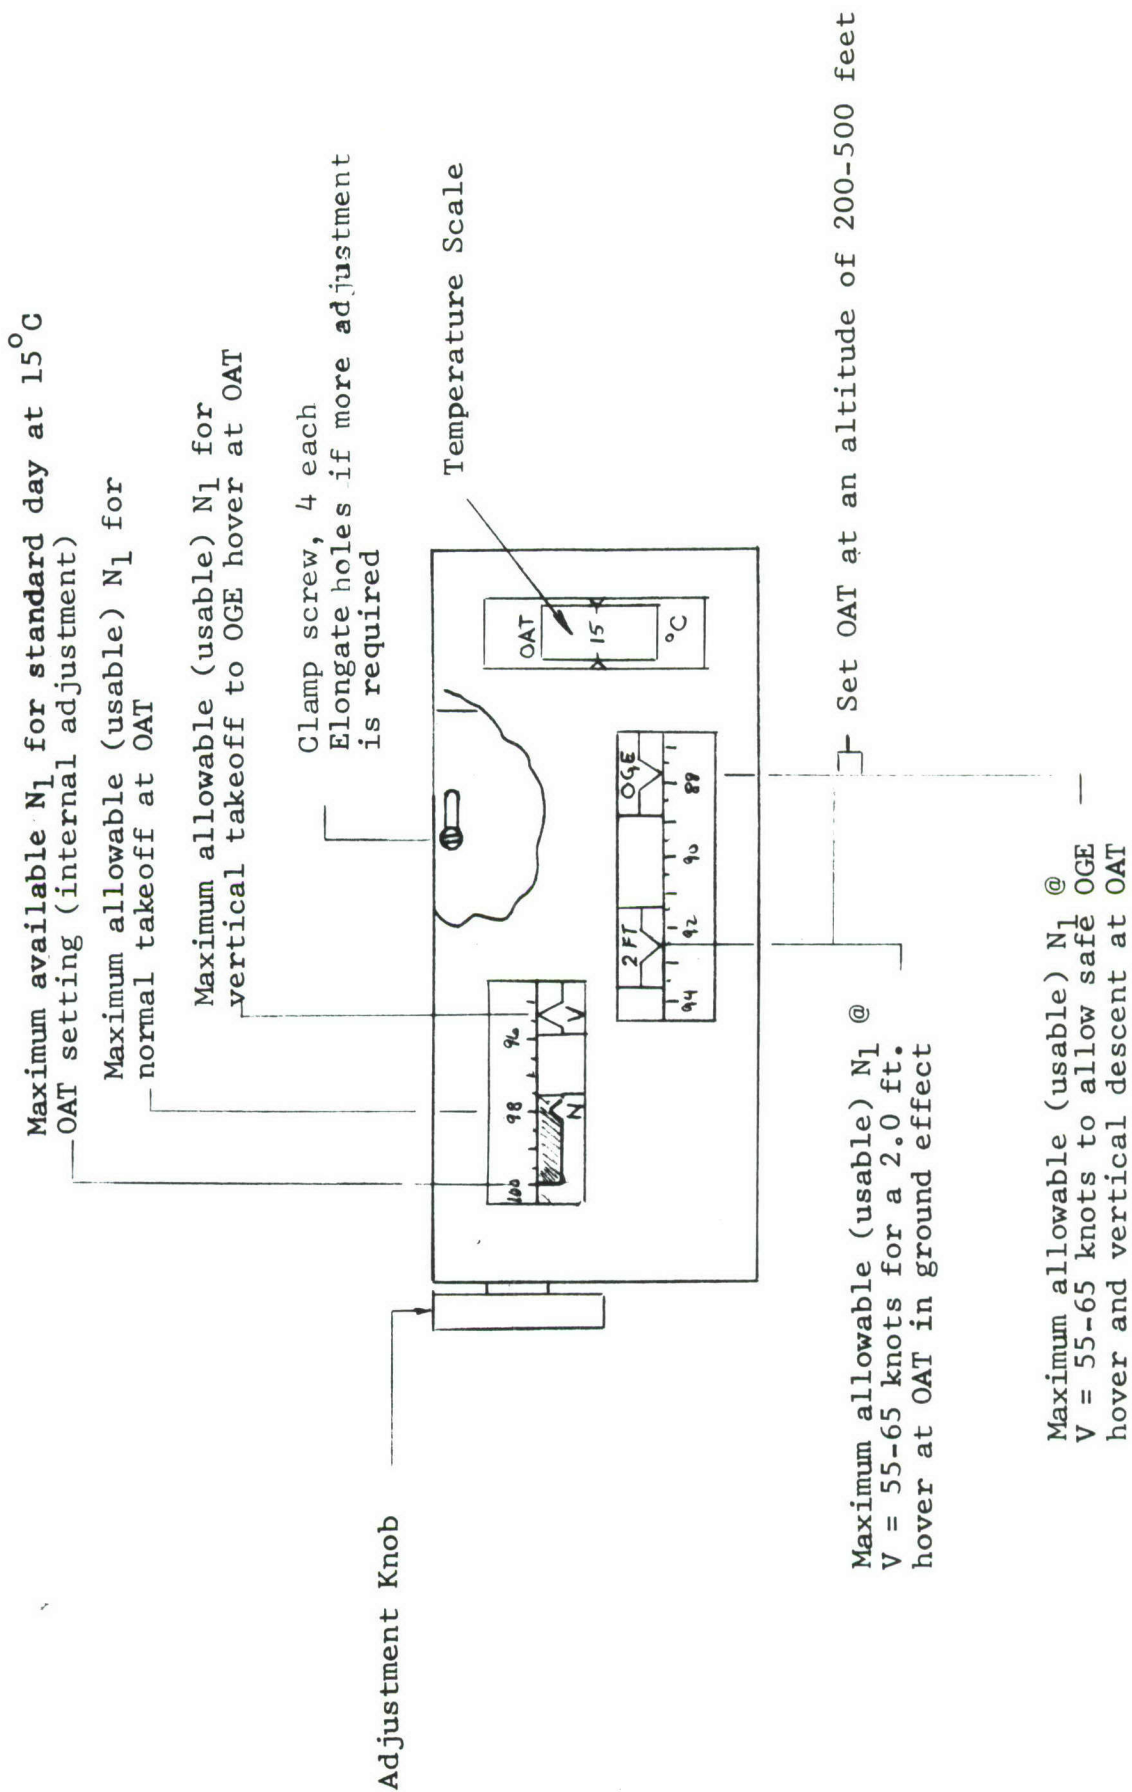 Maximum available N1 for standard day at 15°C
OAT setting (internal adjustment)
Maximum allowable (usable) N1 for
normal takeoff at OAT
Maximum allowable (usable) N1 for
vertical takeoff to OGE hover at OAT
Clamp screw, 4 each
Elongate holes if more adjustment
is required
Temperature Scale
Adjustment Knob
100 98 96
N V
OAT
15
°C
2 FT OGE
94 92 90 88
Set OAT at an altitude of 200-500 feet
Maximum allowable (usable) N1 @
V = 55-65 knots for a 2.0 ft.
hover at OAT in ground effect
Maximum allowable (usable) N1 @
V = 55-65 knots to allow safe OGE
hover and vertical descent at OAT